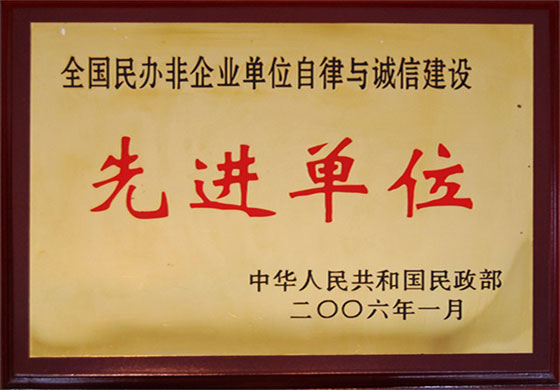 全国民办非企业单位自律与诚信建设
先进单位
中华人民共和国民政部
二〇〇六年一月